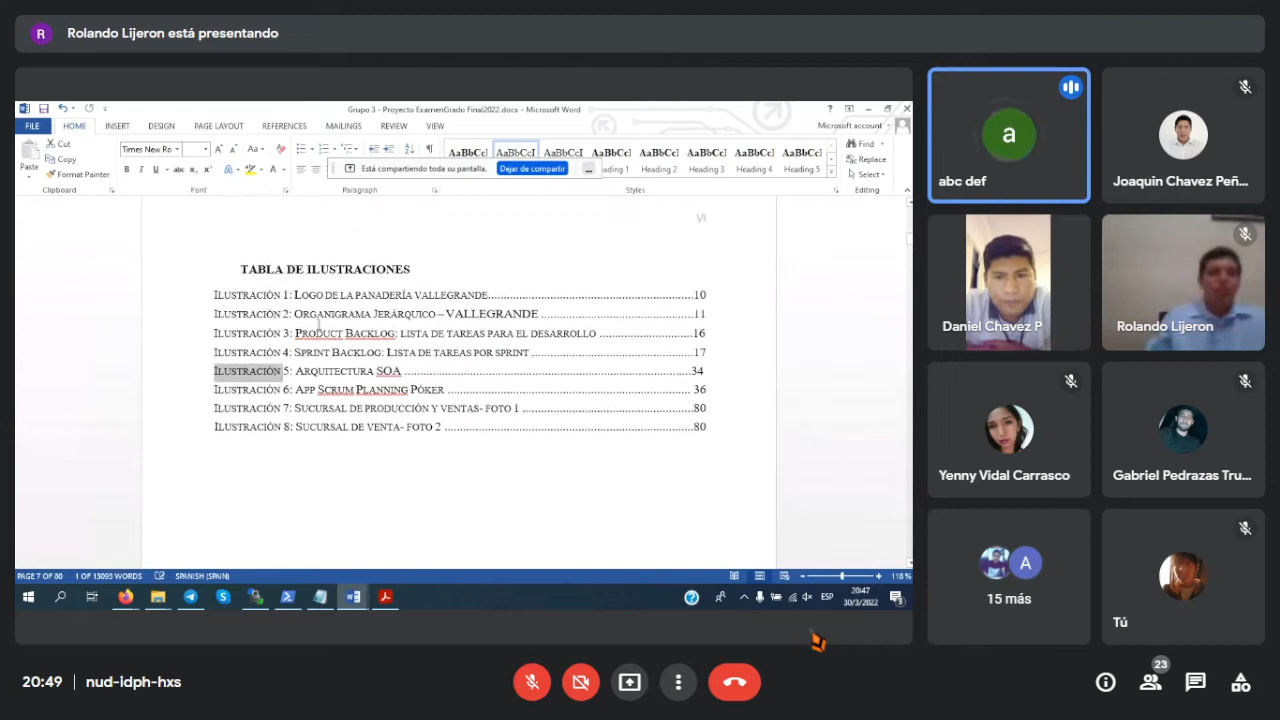 R Rolando Lijeron está presentando
Grupo 3 - Proyecto ExamenGrado Final2022.docx - Microsoft Word
FILE HOME INSERT DESIGN PAGE LAYOUT REFERENCES MAILINGS REVIEW VIEW Microsoft account
Cut
Copy
Format Painter
Paste
Times New Ro
Está compartiendo toda su pantalla. Dejar de compartir
AaBbCcI AaBbCcI AaBbCcI AaBbCcI AaBbCcI AaBbCcI AaBbCcI AaBbCcI
Heading 2 Heading 3 Heading 4 Heading 5
Find
Replace
Select
Clipboard Font Styles Editing
VI
TABLA DE ILUSTRACIONES
ILUSTRACIÓN 1: LOGO DE LA PANADERÍA VALLEGRANDE..........10
ILUSTRACIÓN 2: ORGANIGRAMA JERÁRQUICO – VALLEGRANDE ..........11
ILUSTRACIÓN 3: PRODUCT BACKLOG: LISTA DE TAREAS PARA EL DESARROLLO ..........16
ILUSTRACIÓN 4: SPRINT BACKLOG: LISTA DE TAREAS POR SPRINT ..........17
ILUSTRACIÓN 5: ARQUITECTURA SOA ..........34
ILUSTRACIÓN 6: APP SCRUM PLANNING PÓKER ..........36
ILUSTRACIÓN 7: SUCURSAL DE PRODUCCIÓN Y VENTAS- FOTO 1 ..........80
ILUSTRACIÓN 8: SUCURSAL DE VENTA- FOTO 2 ..........80
PAGE 7 OF 80 1 OF 13093 WORDS SPANISH (SPAIN) 118 %
ESP
20:47
30/3/2022
a
abc def
Joaquin Chavez Peñ...
Daniel Chavez P
Rolando Lijeron
Yenny Vidal Carrasco
Gabriel Pedrazas Tru...
A
15 más
Tú
20:49 | nud-idph-hxs
23